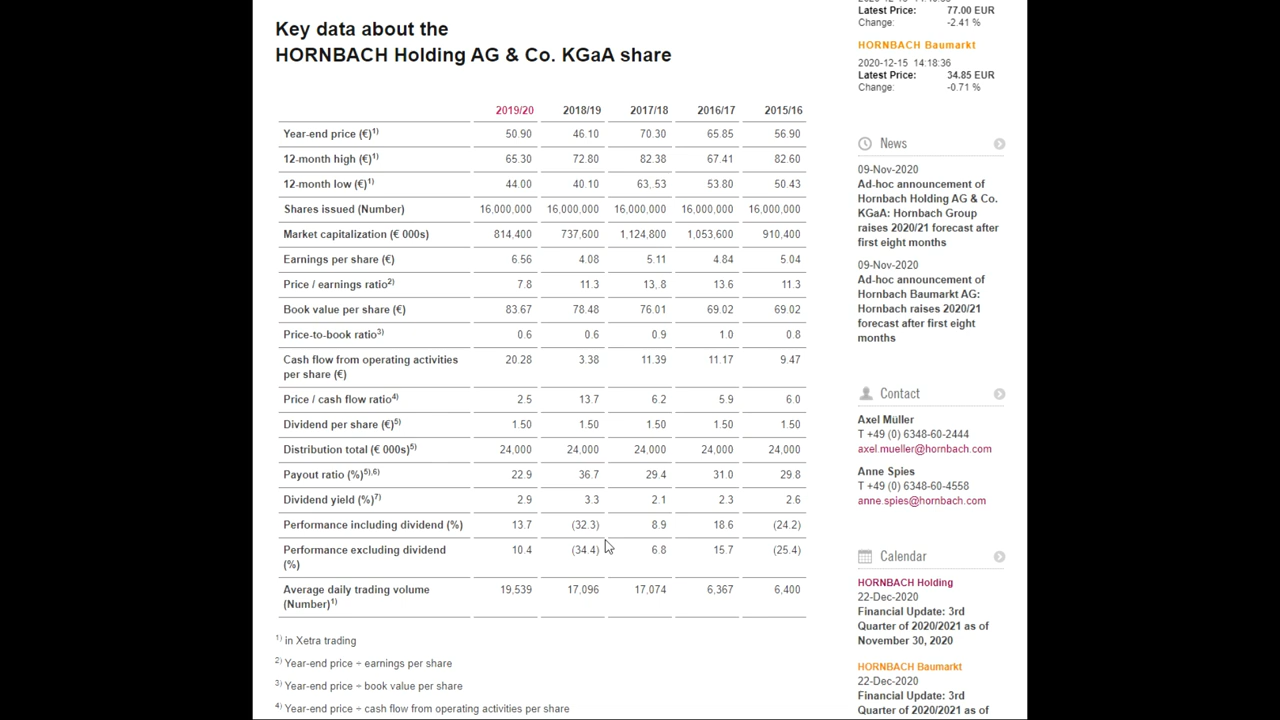 Key data about the
HORNBACH Holding AG & Co. KGaA share
2019/20 2018/19 2017/18 2016/17 2015/16
Year-end price (€)1) 50.90 46.10 70.30 65.85 56.90
12-month high (€)1) 65.30 72.80 82.38 67.41 82.60
12-month low (€)1) 44.00 40.10 63,53 53.80 50.43
Shares issued (Number) 16,000,000 16,000,000 16,000,000 16,000,000 16,000,000
Market capitalization (€ 000s) 814,400 737,600 1,124,800 1,053,600 910,400
Earnings per share (€) 6.56 4.08 5.11 4.84 5.04
Price / earnings ratio2) 7.8 11.3 13,8 13.6 11.3
Book value per share (€) 83.67 78.48 76.01 69.02 69.02
Price-to-book ratio3) 0.6 0.6 0.9 1.0 0.8
Cash flow from operating activities
per share (€) 20.28 3.38 11.39 11.17 9.47
Price / cash flow ratio4) 2.5 13.7 6.2 5.9 6.0
Dividend per share (€)5) 1.50 1.50 1.50 1.50 1.50
Distribution total (€ 000s)5) 24,000 24,000 24,000 24,000 24,000
Payout ratio (%)5),6) 22.9 36.7 29.4 31.0 29.8
Dividend yield (%)7) 2.9 3.3 2.1 2.3 2.6
Performance including dividend (%) 13.7 (32.3) 8.9 18.6 (24.2)
Performance excluding dividend
(%) 10.4 (34.4) 6.8 15.7 (25.4)
Average daily trading volume
(Number)1) 19,539 17,096 17,074 6,367 6,400
1) in Xetra trading
2) Year-end price ÷ earnings per share
3) Year-end price ÷ book value per share
4) Year-end price ÷ cash flow from operating activities per share
Latest Price: 77.00 EUR
Change: -2.41 %
HORNBACH Baumarkt
2020-12-15 14:18:36
Latest Price: 34.85 EUR
Change: -0.71 %
News
09-Nov-2020
Ad-hoc announcement of
Hornbach Holding AG & Co.
KGaA: Hornbach Group
raises 2020/21 forecast after
first eight months
09-Nov-2020
Ad-hoc announcement of
Hornbach Baumarkt AG:
Hornbach raises 2020/21
forecast after first eight
months
Contact
Axel Müller
T +49 (0) 6348-60-2444
axel.mueller@hornbach.com
Anne Spies
T +49 (0) 6348-60-4558
anne.spies@hornbach.com
Calendar
HORNBACH Holding
22-Dec-2020
Financial Update: 3rd
Quarter of 2020/2021 as of
November 30, 2020
HORNBACH Baumarkt
22-Dec-2020
Financial Update: 3rd
Quarter of 2020/2021 as of